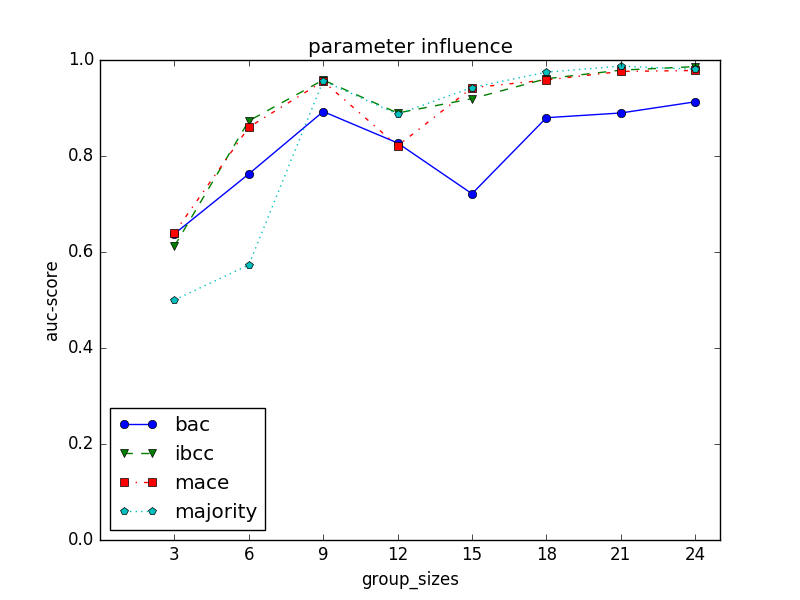 parameter influence
1.0
0.8
0.6
0.4
0.2
0.0
auc-score
bac
ibcc
mace
majority
3 6 9 12 15 18 21 24
group_sizes